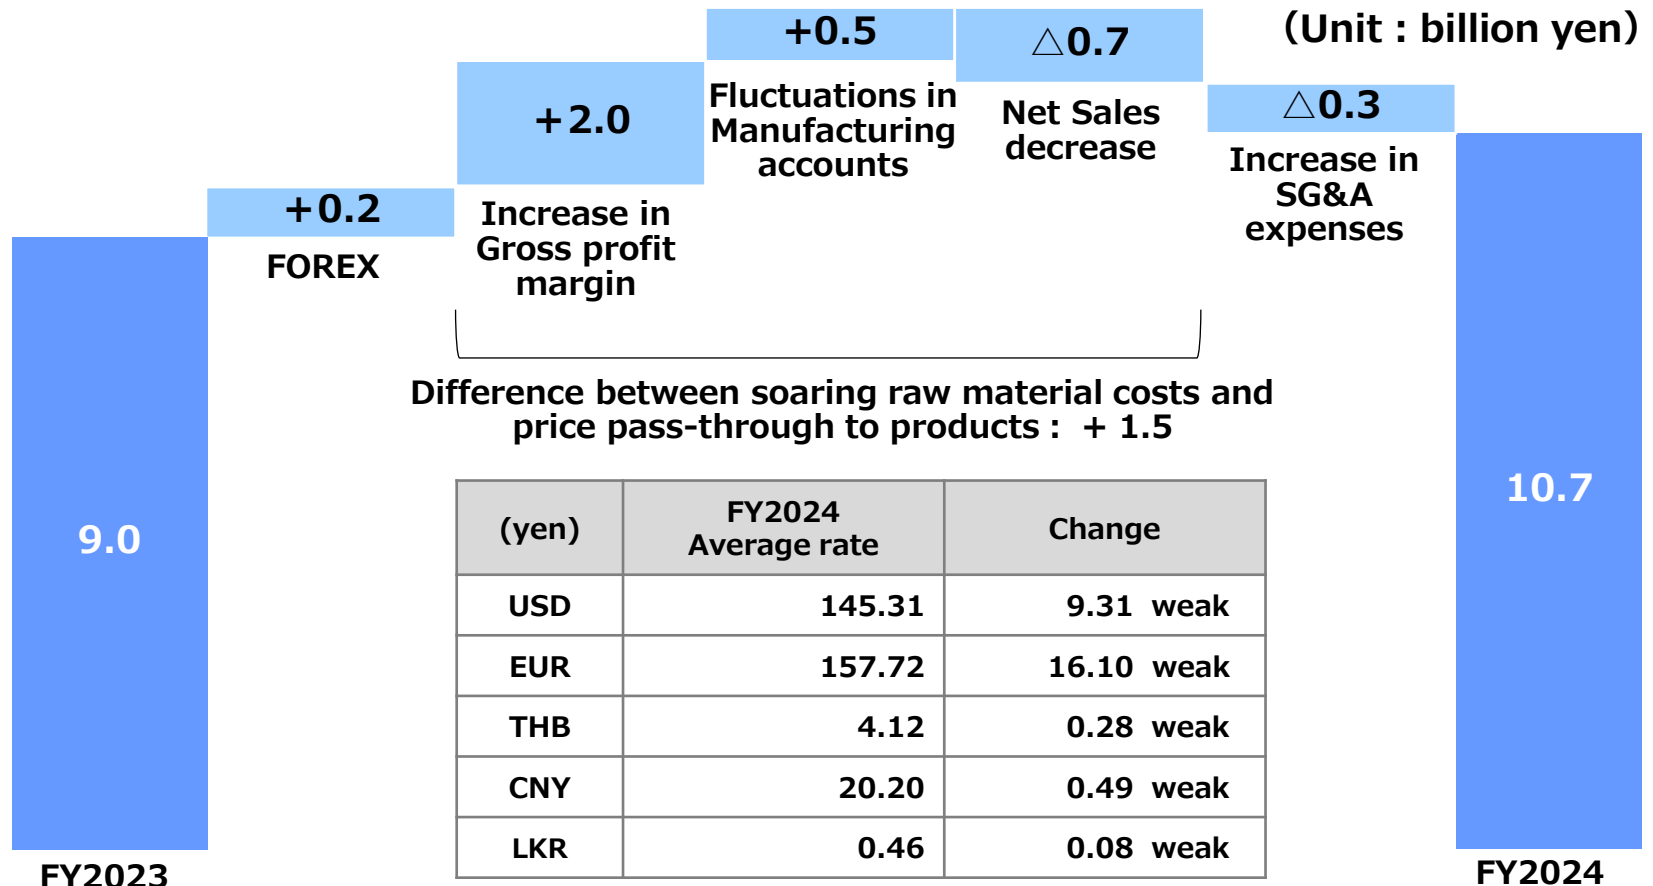 (Unit : billion yen)
+0.5
△0.7
Fluctuations in
Manufacturing
accounts
Net Sales
decrease
△0.3
Increase in
SG&A
expenses
+2.0
Increase in
Gross profit
margin
+0.2
FOREX
Difference between soaring raw material costs and
price pass-through to products : + 1.5
9.0
FY2023
10.7
FY2024
(yen) FY2024 Average rate Change
USD 145.31 9.31 weak
EUR 157.72 16.10 weak
THB 4.12 0.28 weak
CNY 20.20 0.49 weak
LKR 0.46 0.08 weak